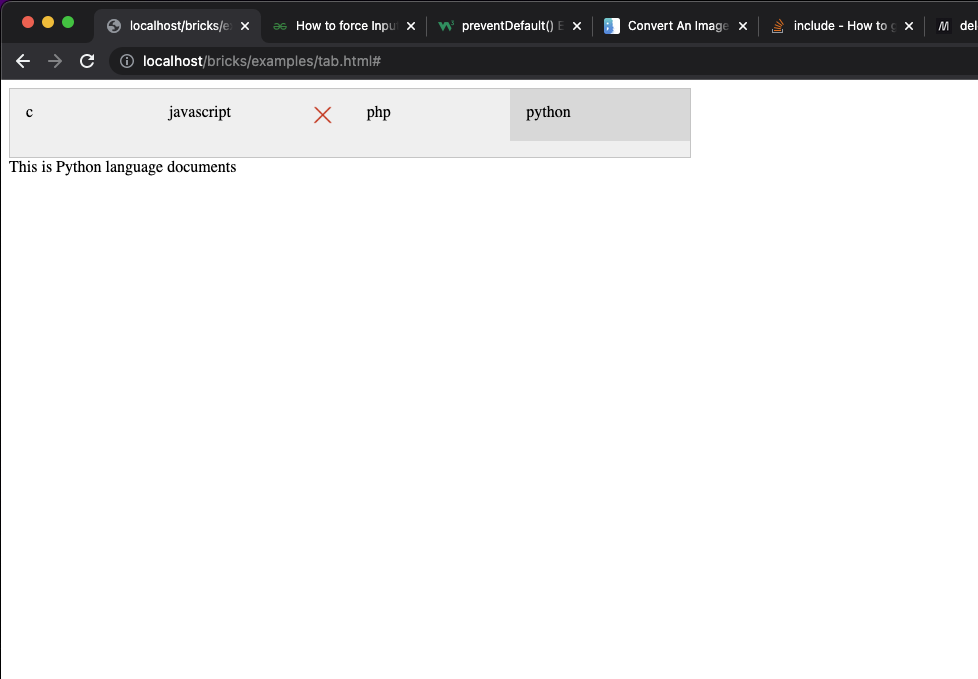 localhost/bricks/e
How to force Inpu
preventDefault() E
Convert An Image
include - How to g
M del
localhost/bricks/examples/tab.html#
c javascript php python
This is Python language documents